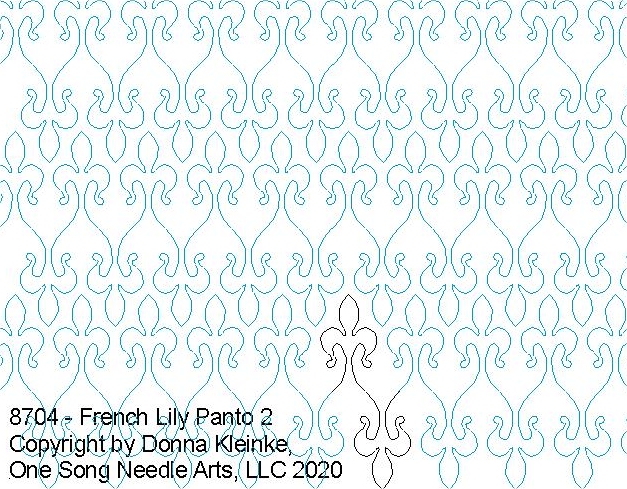 8704 - French Lily Panto 2
Copyright by Donna Kleinke,
One Song Needle Arts, LLC 2020